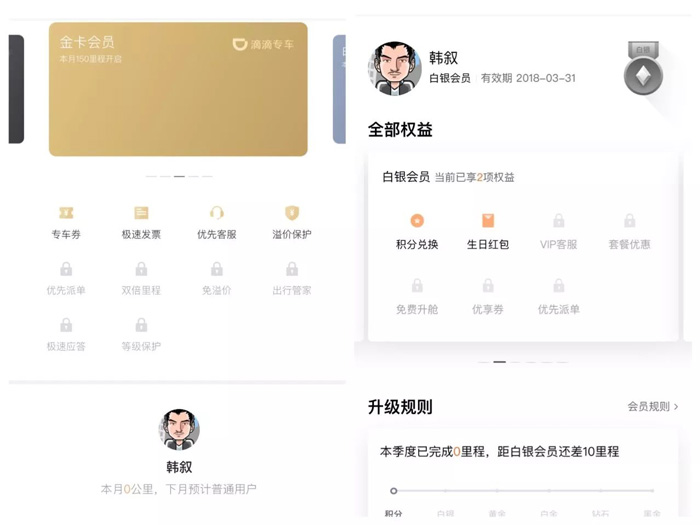 金卡会员
本月150里程开启
滴滴专车
专车券 极速发票 优先客服 溢价保护
优先派单 双倍里程 免溢价 出行管家
极速应答 等级保护
韩叙
本月0公里，下月预计普通用户
韩叙
白银会员 有效期 2018-03-31
白银
全部权益
白银会员 当前已享2项权益
积分兑换 生日红包 VIP客服 套餐优惠
免费升舱 优享券 优先派单
升级规则 会员规则 >
本季度已完成0里程，距白银会员还差10里程
积分 白银 黄金 白金 钻石 黑金